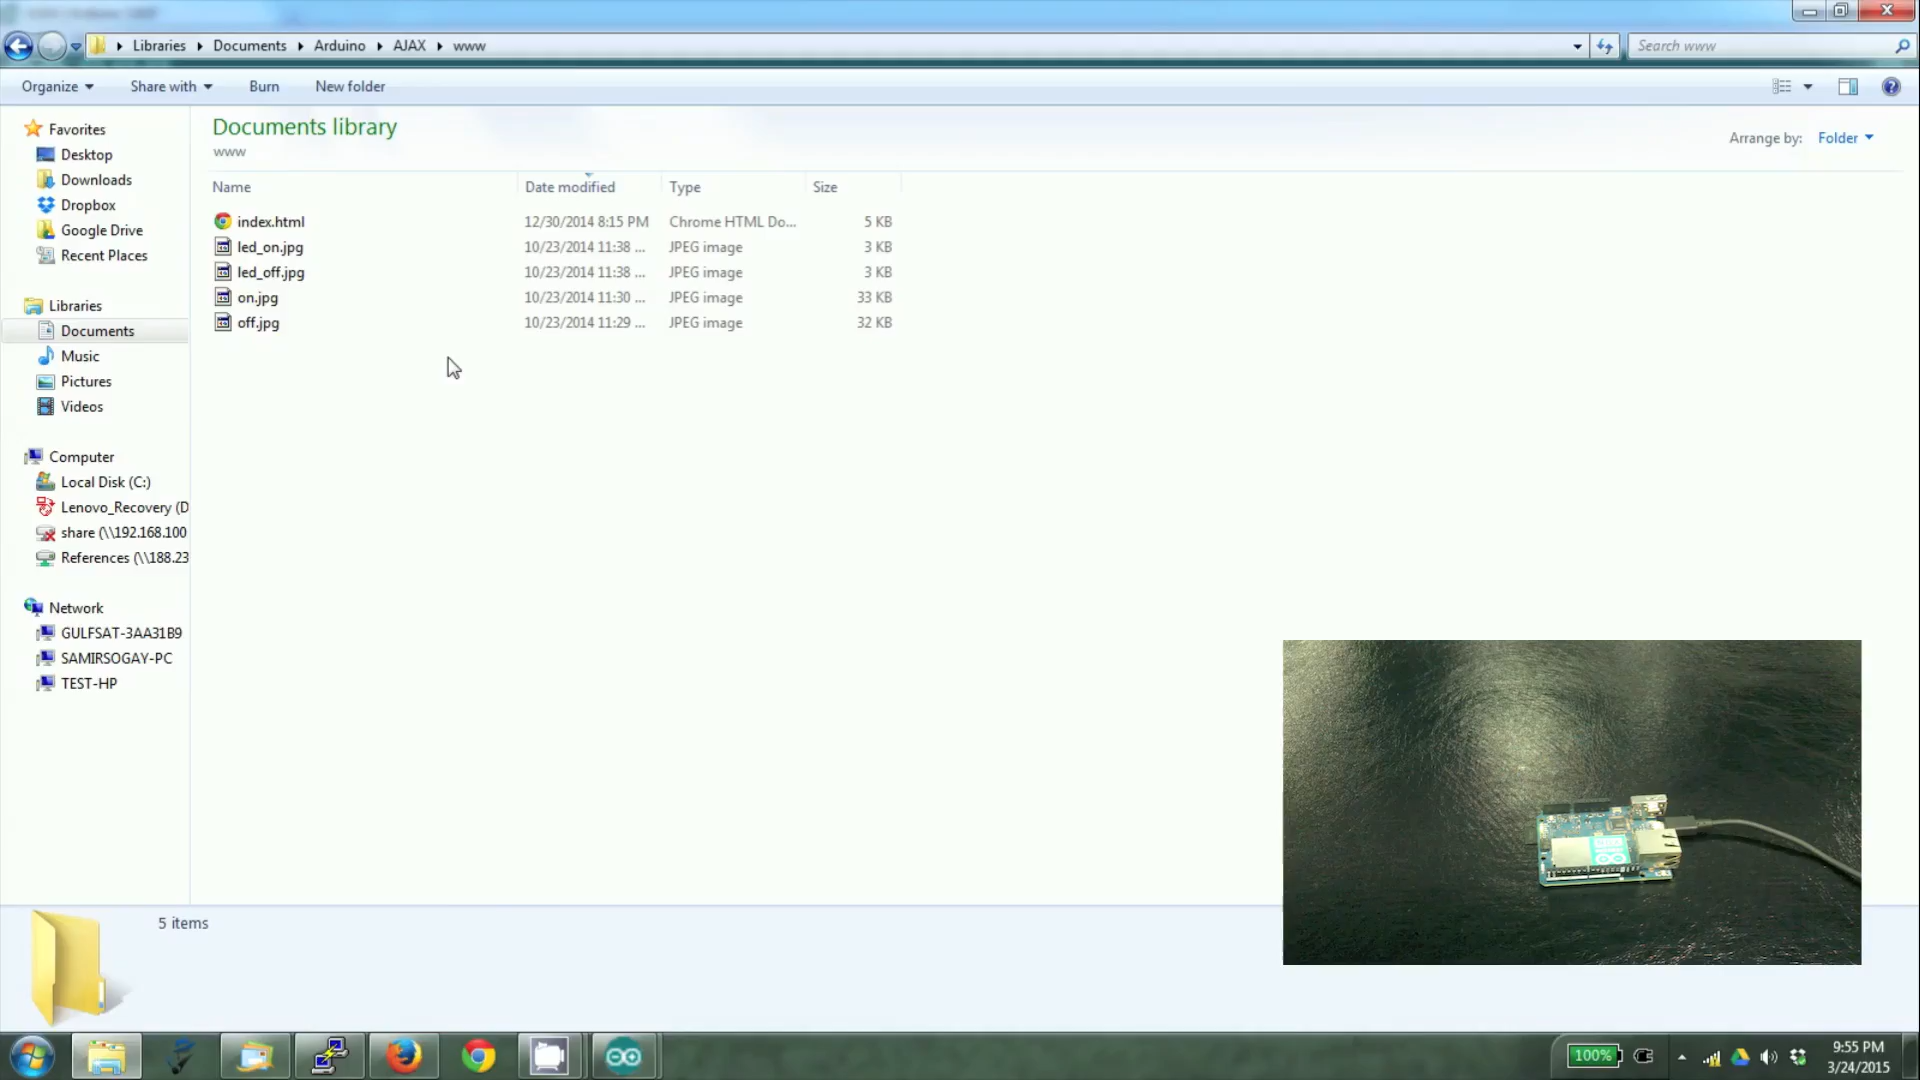 Libraries Documents Arduino AJAX www
Search www
Organize Share with Burn New folder
Documents library
www
Arrange by: Folder
Name Date modified Type Size
index.html 12/30/2014 8:15 PM Chrome HTML Do... 5 KB
led_on.jpg 10/23/2014 11:38 ... JPEG image 3 KB
led_off.jpg 10/23/2014 11:38 ... JPEG image 3 KB
on.jpg 10/23/2014 11:30 ... JPEG image 33 KB
off.jpg 10/23/2014 11:29 ... JPEG image 32 KB
Favorites
Desktop
Downloads
Dropbox
Google Drive
Recent Places
Libraries
Documents
Music
Pictures
Videos
Computer
Local Disk (C:)
Lenovo_Recovery (D
share (\\192.168.100
References (\\188.23
Network
GULFSAT-3AA31B9
SAMIRSOGAY-PC
TEST-HP
5 items
100%
9:55 PM
3/24/2015